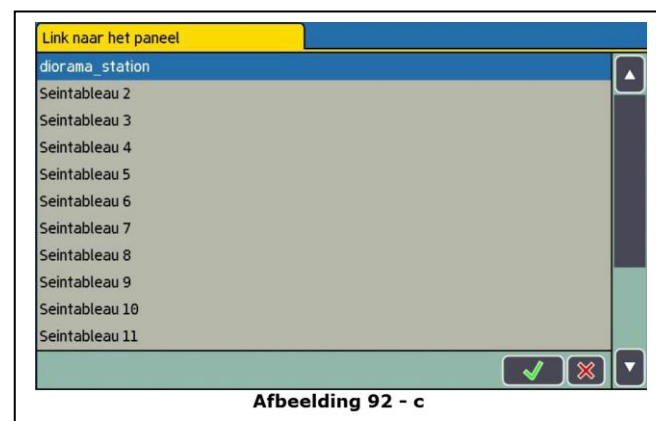 Link naar het paneel
diorama_station
Seintableau 2
Seintableau 3
Seintableau 4
Seintableau 5
Seintableau 6
Seintableau 7
Seintableau 8
Seintableau 9
Seintableau 10
Seintableau 11
Afbeelding 92 - c